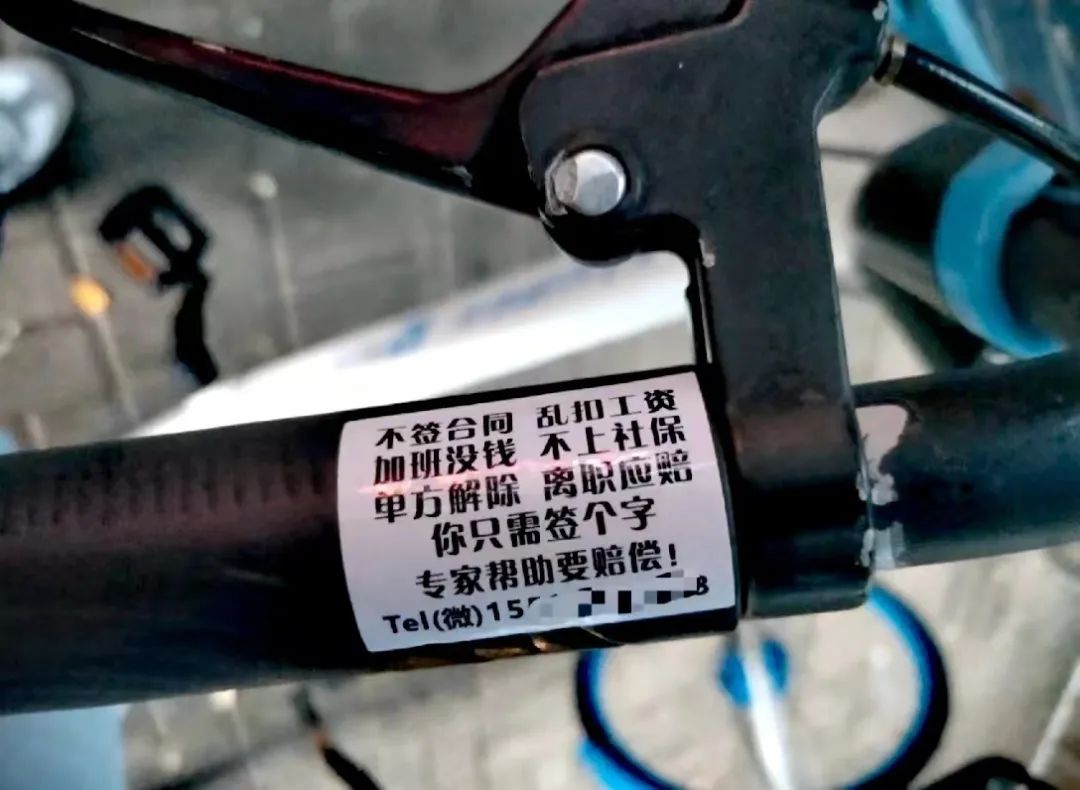 不签合同 乱扣工资
加班没钱 不上社保
单方解除 离职应赔
你只需签个字
专家帮助要赔偿!
Tel(微)15